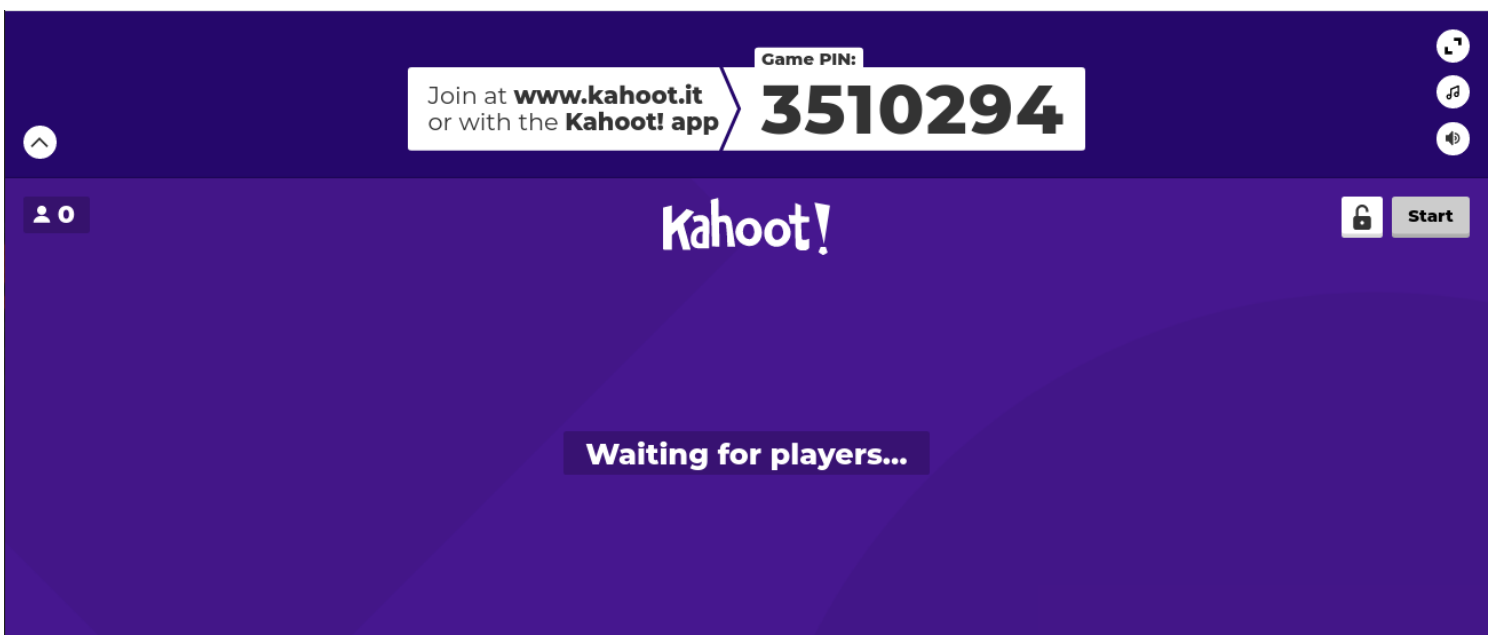 Game PIN:
Join at www.kahoot.it
or with the Kahoot! app
3510294
0
Kahoot!
Start
Waiting for players...